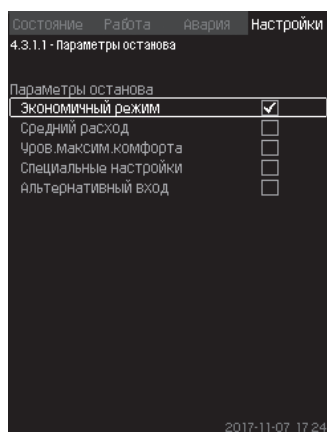 Состояние Работа Авария Настройки
4.3.1.1 - Параметры останова
Параметры останова
Экономичный режим
Средний расход
Уров.максим.комфорта
Специальные настройки
Альтернативный вход
2017-11-07 17:24